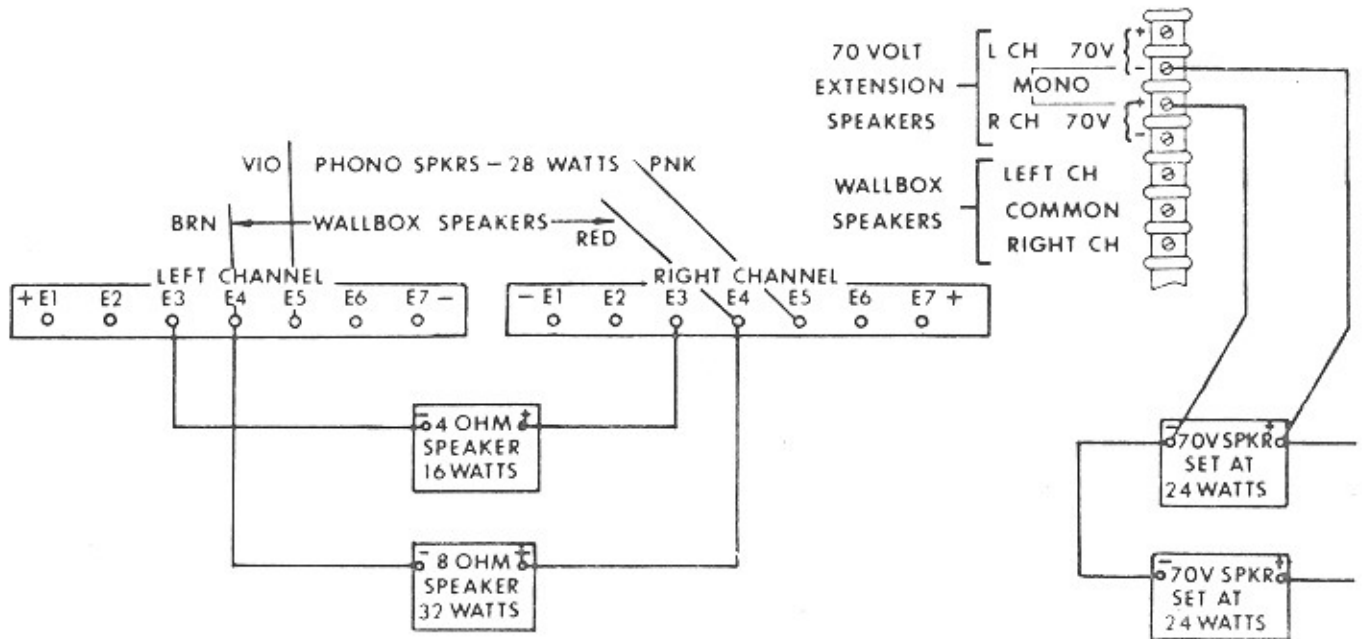 70 VOLT
EXTENSION
SPEAKERS
L CH 70V { + -
MONO
R CH 70V { + -
WALLBOX
SPEAKERS
LEFT CH
COMMON
RIGHT CH
VIO PHONO SPKRS – 28 WATTS PNK
BRN WALLBOX SPEAKERS RED
LEFT CHANNEL
+ E1 E2 E3 E4 E5 E6 E7 –
RIGHT CHANNEL
– E1 E2 E3 E4 E5 E6 E7 +
- 4 OHM +
SPEAKER
16 WATTS
- 8 OHM +
SPEAKER
32 WATTS
- 70V SPKR +
SET AT
24 WATTS
- 70V SPKR +
SET AT
24 WATTS